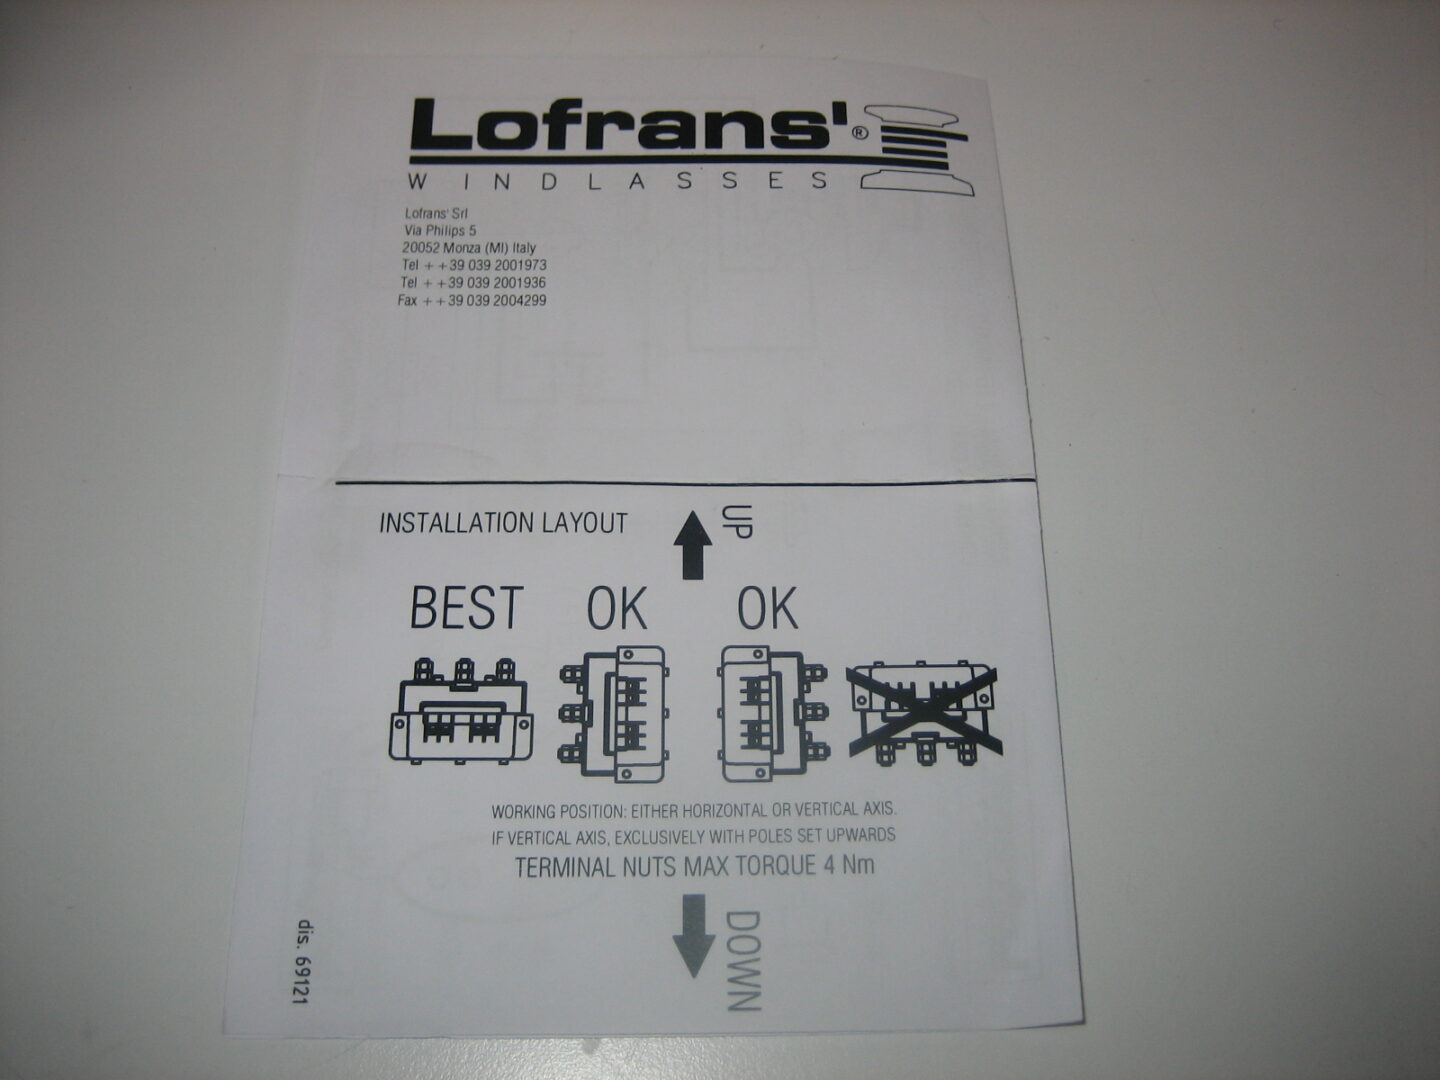 Lofrans'®
WINDLASSES
Lofrans' Srl
Via Philips 5
20052 Monza (MI) Italy
Tel ++39 039 2001973
Tel ++39 039 2001936
Fax ++39 039 2004299
INSTALLATION LAYOUT
UP
BEST OK OK
WORKING POSITION: EITHER HORIZONTAL OR VERTICAL AXIS.
IF VERTICAL AXIS, EXCLUSIVELY WITH POLES SET UPWARDS
TERMINAL NUTS MAX TORQUE 4 Nm
DOWN
dis. 69121